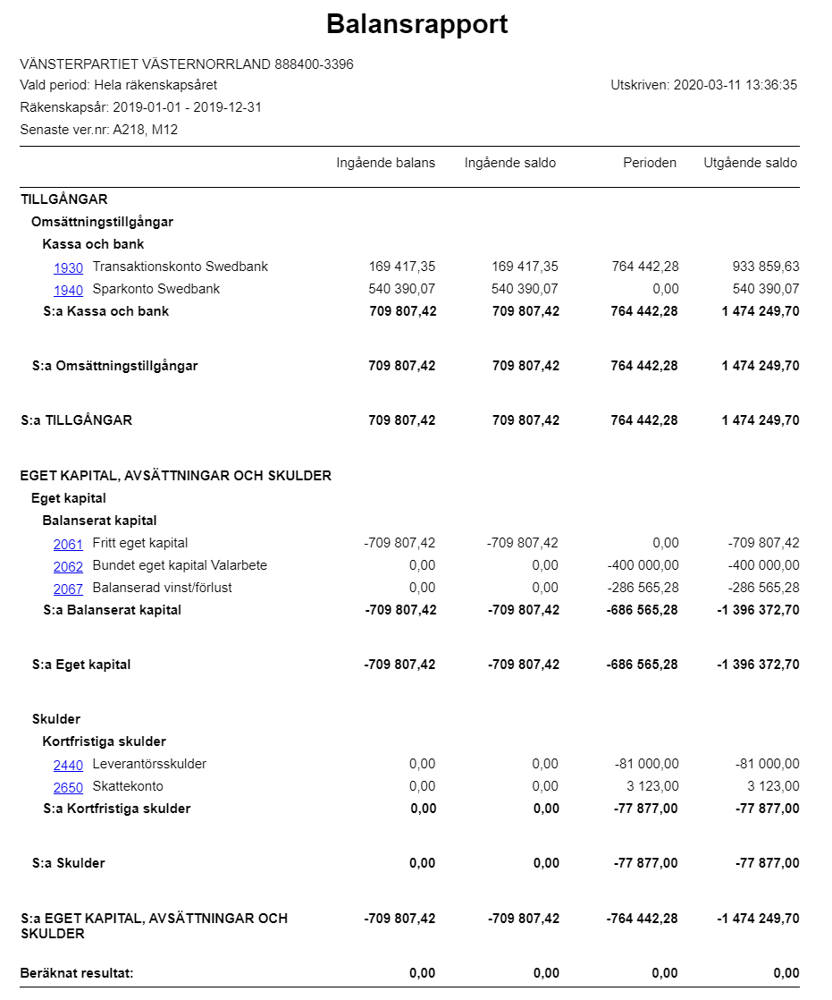 Balansrapport
VÄNSTERPARTIET VÄSTERNORRLAND 888400-3396
Vald period: Hela räkenskapsåret Utskriven: 2020-03-11 13:36:35
Räkenskapsår: 2019-01-01 - 2019-12-31
Senaste ver.nr: A218, M12
Ingående balans Ingående saldo Perioden Utgående saldo
TILLGÅNGAR
Omsättningstillgångar
Kassa och bank
1930 Transaktionskonto Swedbank 169 417,35 169 417,35 764 442,28 933 859,63
1940 Sparkonto Swedbank 540 390,07 540 390,07 0,00 540 390,07
S:a Kassa och bank 709 807,42 709 807,42 764 442,28 1 474 249,70
S:a Omsättningstillgångar 709 807,42 709 807,42 764 442,28 1 474 249,70
S:a TILLGÅNGAR 709 807,42 709 807,42 764 442,28 1 474 249,70
EGET KAPITAL, AVSÄTTNINGAR OCH SKULDER
Eget kapital
Balanserat kapital
2061 Fritt eget kapital -709 807,42 -709 807,42 0,00 -709 807,42
2062 Bundet eget kapital Valarbete 0,00 0,00 -400 000,00 -400 000,00
2067 Balanserad vinst/förlust 0,00 0,00 -286 565,28 -286 565,28
S:a Balanserat kapital -709 807,42 -709 807,42 -686 565,28 -1 396 372,70
S:a Eget kapital -709 807,42 -709 807,42 -686 565,28 -1 396 372,70
Skulder
Kortfristiga skulder
2440 Leverantörsskulder 0,00 0,00 -81 000,00 -81 000,00
2650 Skattekonto 0,00 0,00 3 123,00 3 123,00
S:a Kortfristiga skulder 0,00 0,00 -77 877,00 -77 877,00
S:a Skulder 0,00 0,00 -77 877,00 -77 877,00
S:a EGET KAPITAL, AVSÄTTNINGAR OCH -709 807,42 -709 807,42 -764 442,28 -1 474 249,70
SKULDER
Beräknat resultat: 0,00 0,00 0,00 0,00